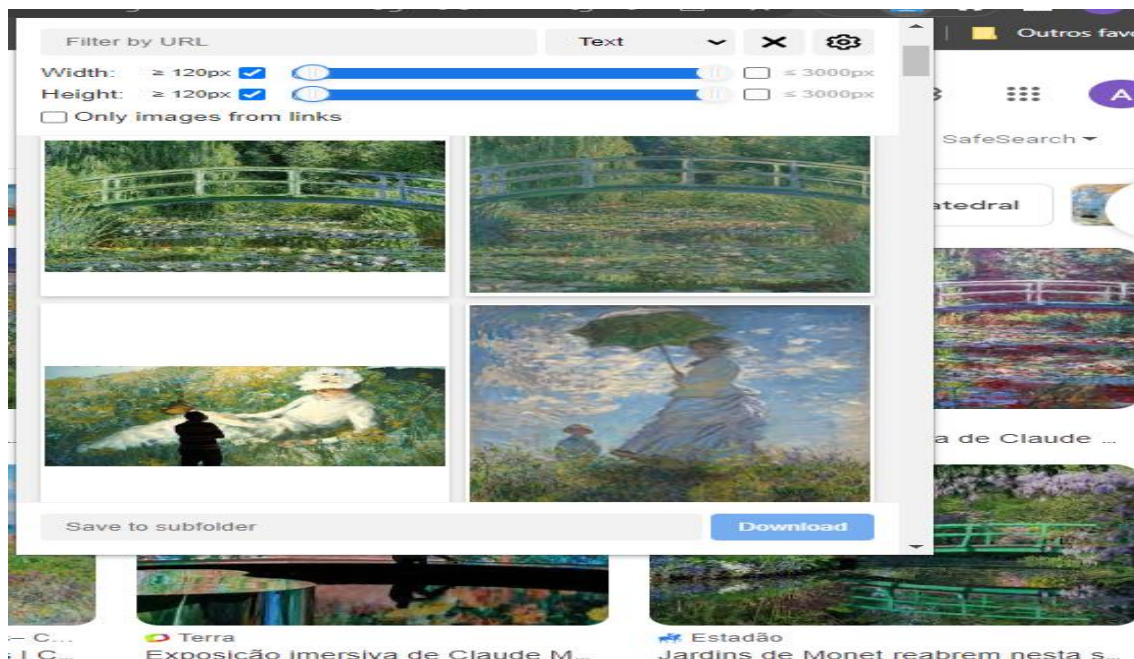 Filter by URL
Text
Outros favo
Width: ≥ 120px ≤ 3000px
Height: ≥ 120px ≤ 3000px
Only images from links
A
SafeSearch
atedral
a de Claude ...
Save to subfolder
Download
– C...
Terra
Estadão
s | C...
Exposição imersiva de Claude M...
Jardins de Monet reabrem nesta s...